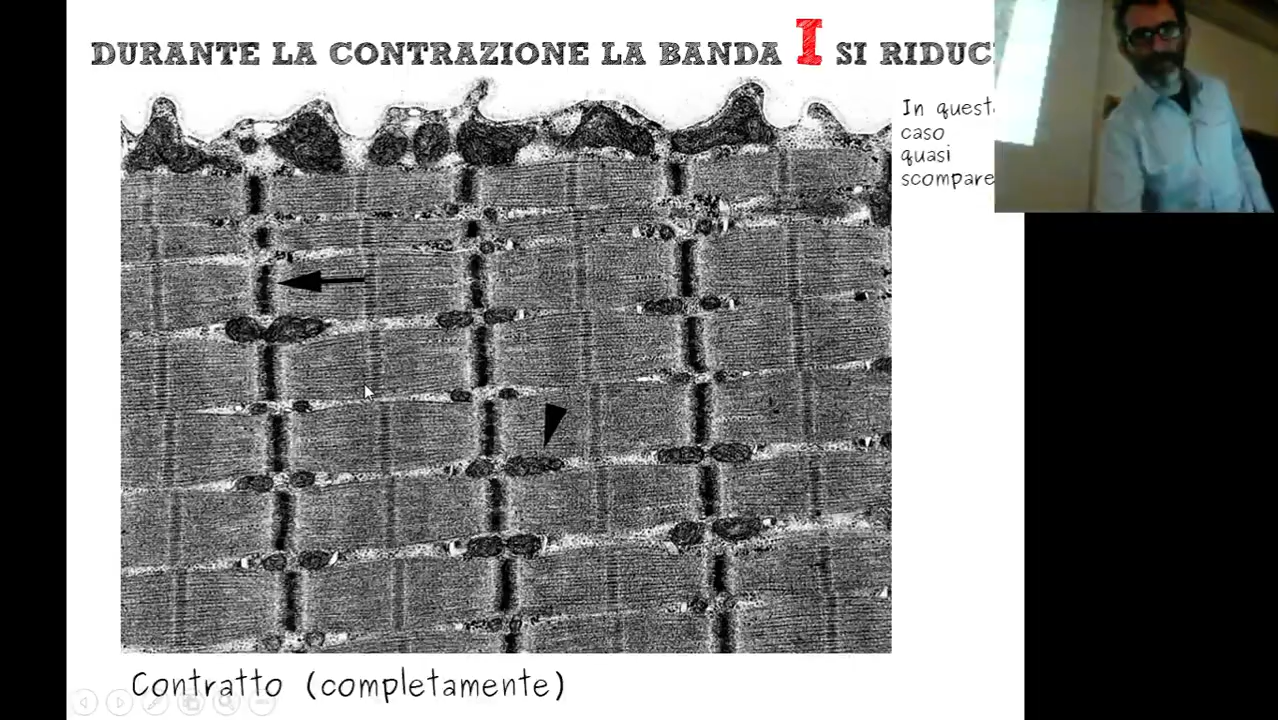 DURANTE LA CONTRAZIONE LA BANDA I SI RIDUC
In quest
caso
quasi
scompare
Contratto (completamente)